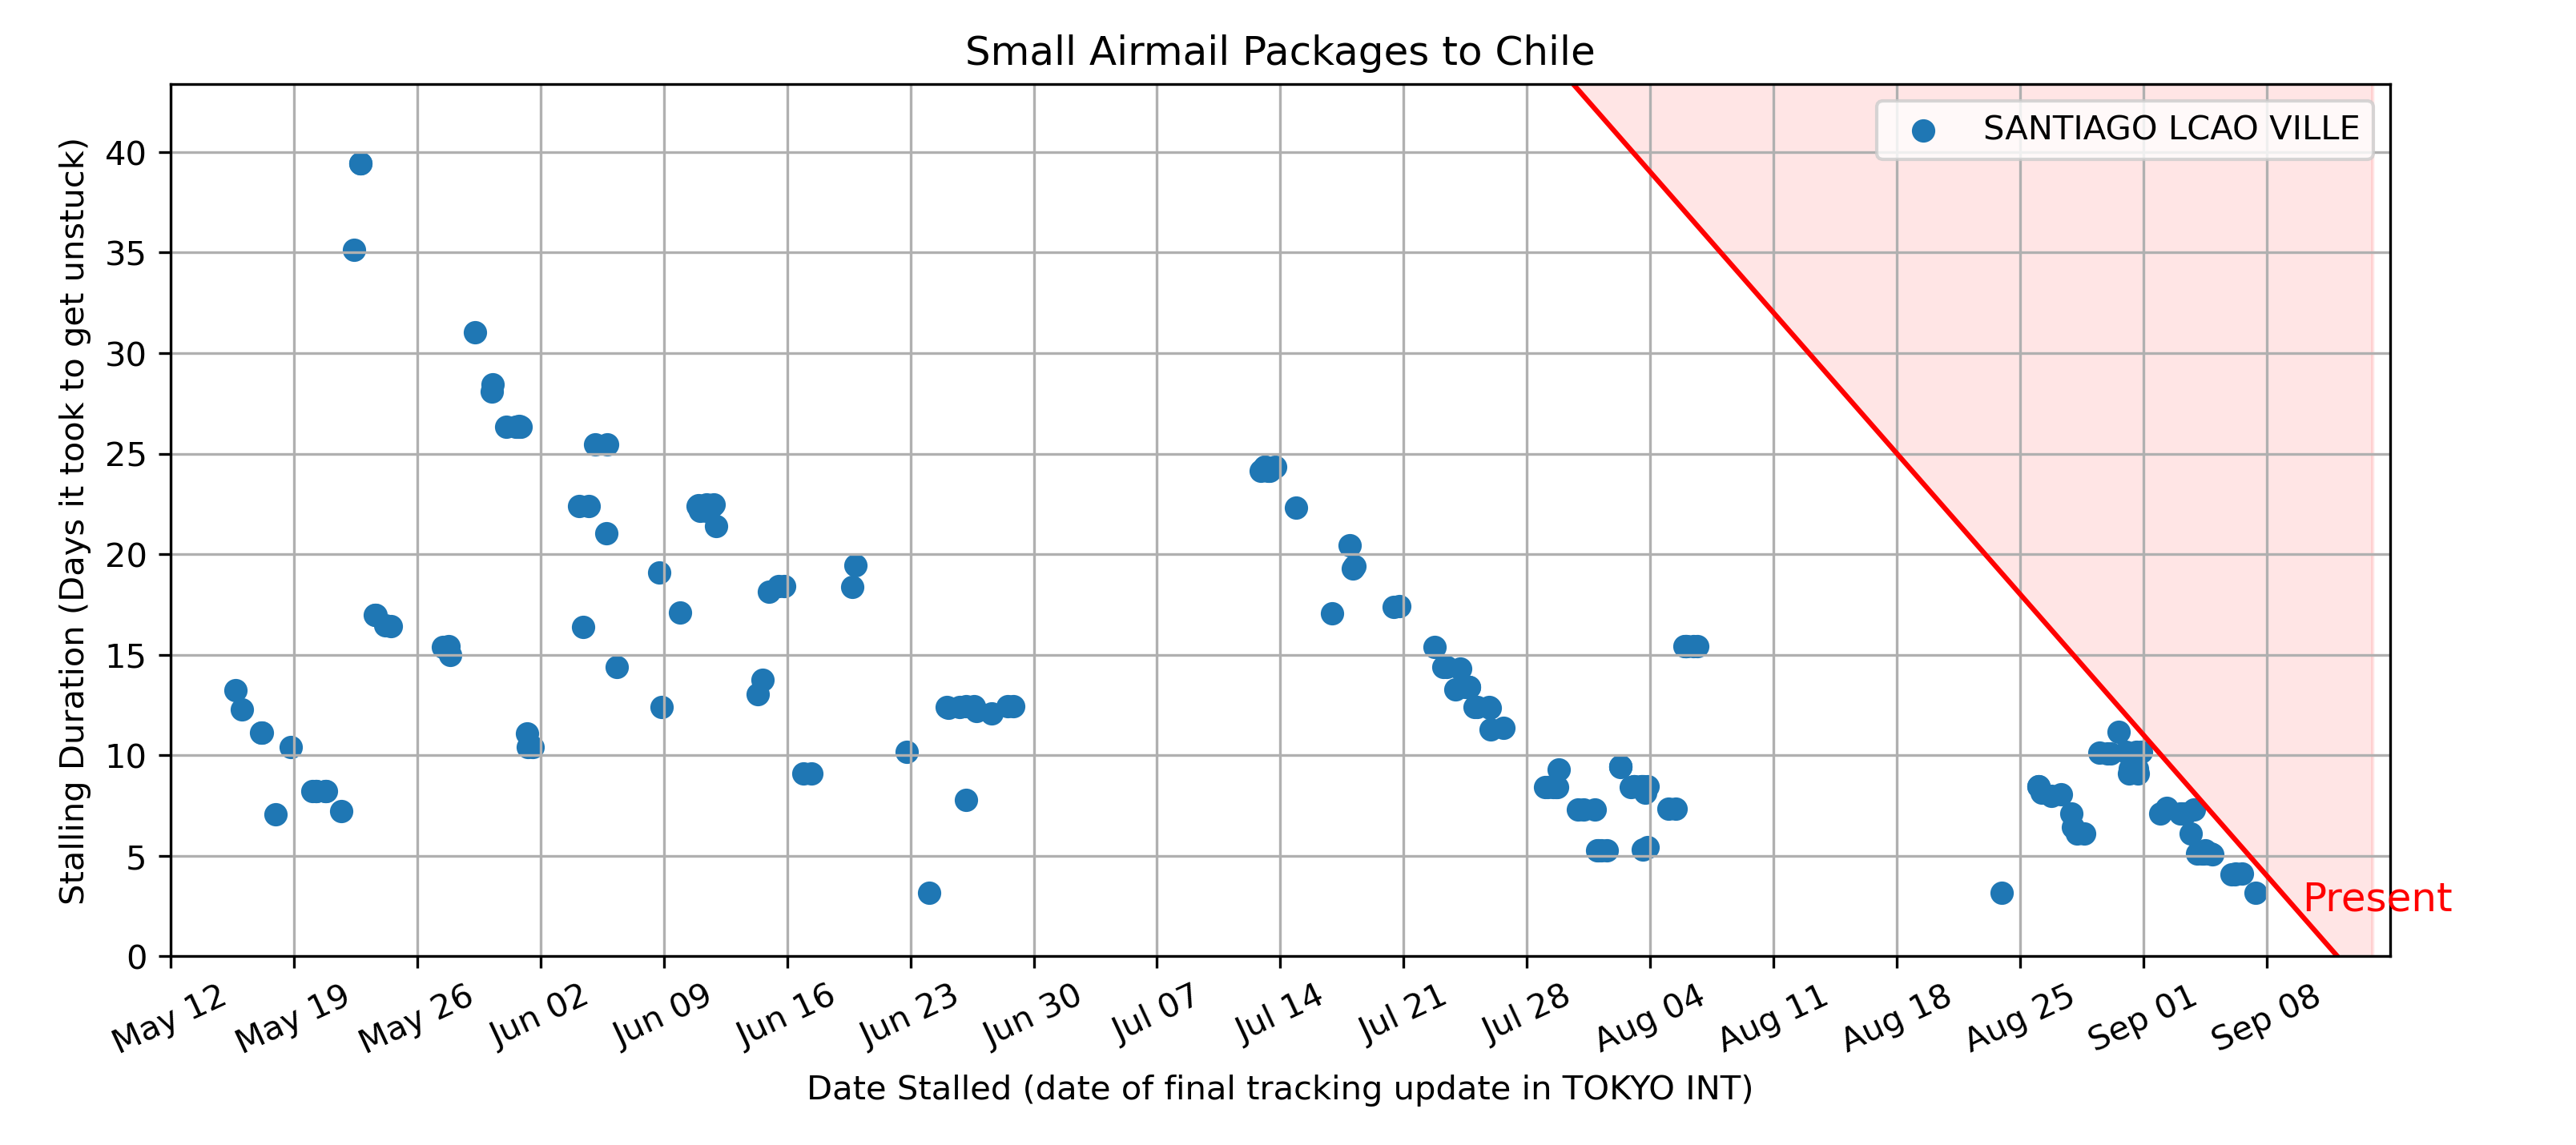 Small Airmail Packages to Chile
SANTIAGO LCAO VILLE
Stalling Duration (Days it took to get unstuck)
40
35
30
25
20
15
10
5
0
Present
May 12
May 19
May 26
Jun 02
Jun 09
Jun 16
Jun 23
Jun 30
Jul 07
Jul 14
Jul 21
Jul 28
Aug 04
Aug 11
Aug 18
Aug 25
Sep 01
Sep 08
Date Stalled (date of final tracking update in TOKYO INT)